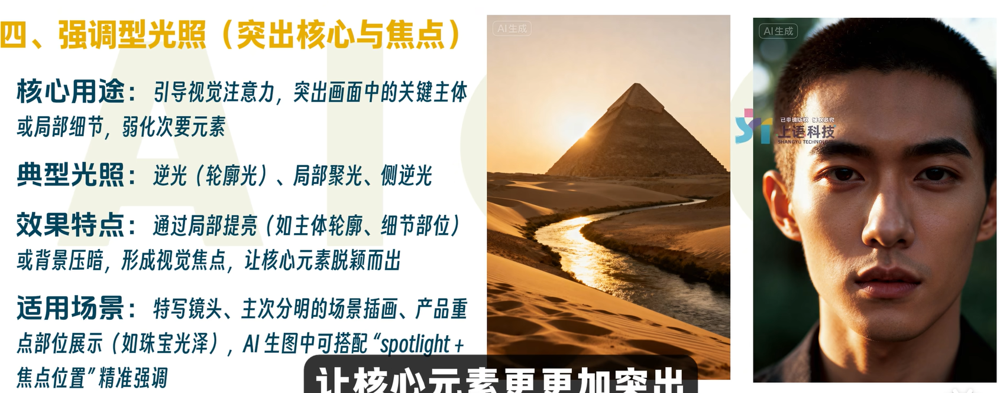 四、强调型光照（突出核心与焦点）
核心用途：引导视觉注意力，突出画面中的关键主体
或局部细节，弱化次要元素
典型光照：逆光（轮廓光）、局部聚光、侧逆光
效果特点：通过局部提亮（如主体轮廓、细节部位）
或背景压暗，形成视觉焦点，让核心元素脱颖而出
适用场景：特写镜头、主次分明的场景插画、产品重
点部位展示（如珠宝光泽），AI 生图中可搭配“spotlight +
焦点位置”精准强调
AI生成
AI生成
已申请版权 侵权必究
上语科技
SHANGYU TECHNOLOGY
让核心元素更更加突出